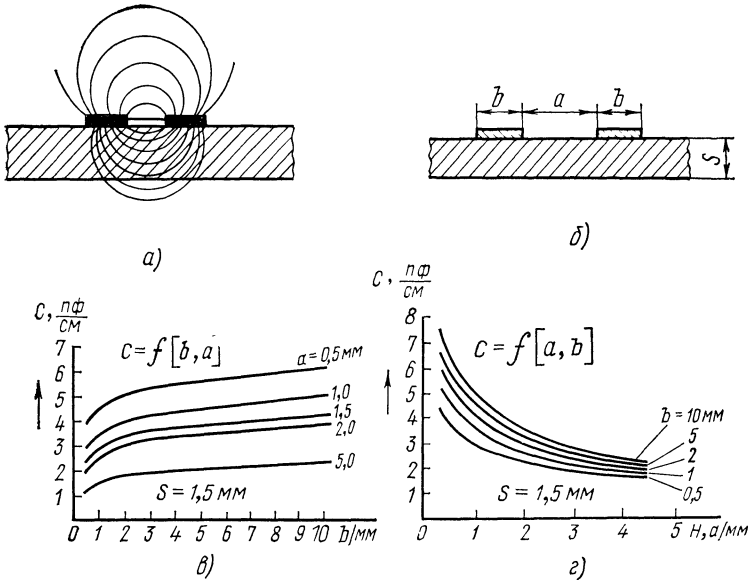 b a b
S
а)
б)
C, пф/см
7
6
5
4
3
2
1
0 1 2 3 4 5 6 7 8 9 10 b/мм
C = f [b, a]
a = 0,5 мм
1,0
1,5
2,0
5,0
S = 1,5 мм
в)
C, пф/см
8
7
6
5
4
3
2
1
0 1 2 3 4 5 H, a/мм
C = f [a, b]
b = 10 мм
5
2
1
0,5
S = 1,5 мм
г)